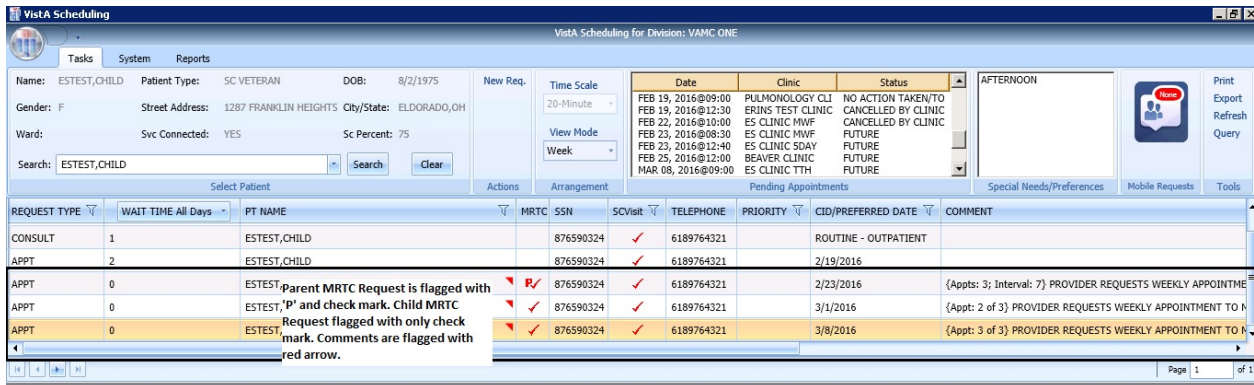 VistA Scheduling
VistA Scheduling for Division: VAMC ONE
Tasks System Reports
Name: ESTEST,CHILD Patient Type: SC VETERAN DOB: 8/2/1975
Gender: F Street Address: 1287 FRANKLIN HEIGHTS City/State: ELDORADO,OH
Ward: Svc Connected: YES Sc Percent: 75
Search: ESTEST,CHILD Search Clear
Select Patient
New Req.
Actions
Time Scale
20-Minute
View Mode
Week
Arrangement
Date Clinic Status
FEB 19, 2016@09:00 PULMONOLOGY CLI NO ACTION TAKEN/TO
FEB 19, 2016@12:30 ERINS TEST CLINIC CANCELLED BY CLINIC
FEB 22, 2016@10:00 ES CLINIC MWF CANCELLED BY CLINIC
FEB 23, 2016@08:30 ES CLINIC MWF FUTURE
FEB 23, 2016@12:40 ES CLINIC 5DAY FUTURE
FEB 25, 2016@12:00 BEAVER CLINIC FUTURE
MAR 08, 2016@09:00 ES CLINIC TTH FUTURE
Pending Appointments
AFTERNOON
Special Needs/Preferences
None
Mobile Requests
Print
Export
Refresh
Query
Tools
REQUEST TYPE WAIT TIME All Days PT NAME MRTC SSN SCVisit TELEPHONE PRIORITY CID/PREFERRED DATE COMMENT
CONSULT 1 ESTEST,CHILD 876590324 ✓ 6189764321 ROUTINE - OUTPATIENT
APPT 2 ESTEST,CHILD 876590324 ✓ 6189764321 2/19/2016
APPT 0 ESTEST, P✓ 876590324 ✓ 6189764321 2/23/2016 {Appts: 3; Interval: 7} PROVIDER REQUESTS WEEKLY APPOINTME
APPT 0 ESTEST, ✓ 876590324 ✓ 6189764321 3/1/2016 {Appt: 2 of 3} PROVIDER REQUESTS WEEKLY APPOINTMENT TO M
APPT 0 ESTEST, ✓ 876590324 ✓ 6189764321 3/8/2016 {Appt: 3 of 3} PROVIDER REQUESTS WEEKLY APPOINTMENT TO M
Parent MRTC Request is flagged with
'P' and check mark. Child MRTC
Request flagged with only check
mark. Comments are flagged with
red arrow.
Page 1 of 1